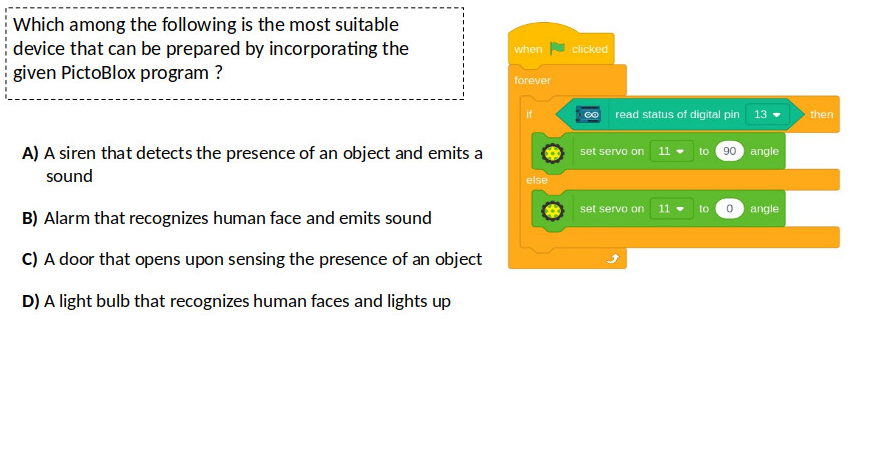 Which among the following is the most suitable
device that can be prepared by incorporating the
given PictoBlox program ?
A) A siren that detects the presence of an object and emits a
sound
B) Alarm that recognizes human face and emits sound
C) A door that opens upon sensing the presence of an object
D) A light bulb that recognizes human faces and lights up
when clicked
forever
if read status of digital pin 13 then
set servo on 11 to 90 angle
else
set servo on 11 to 0 angle